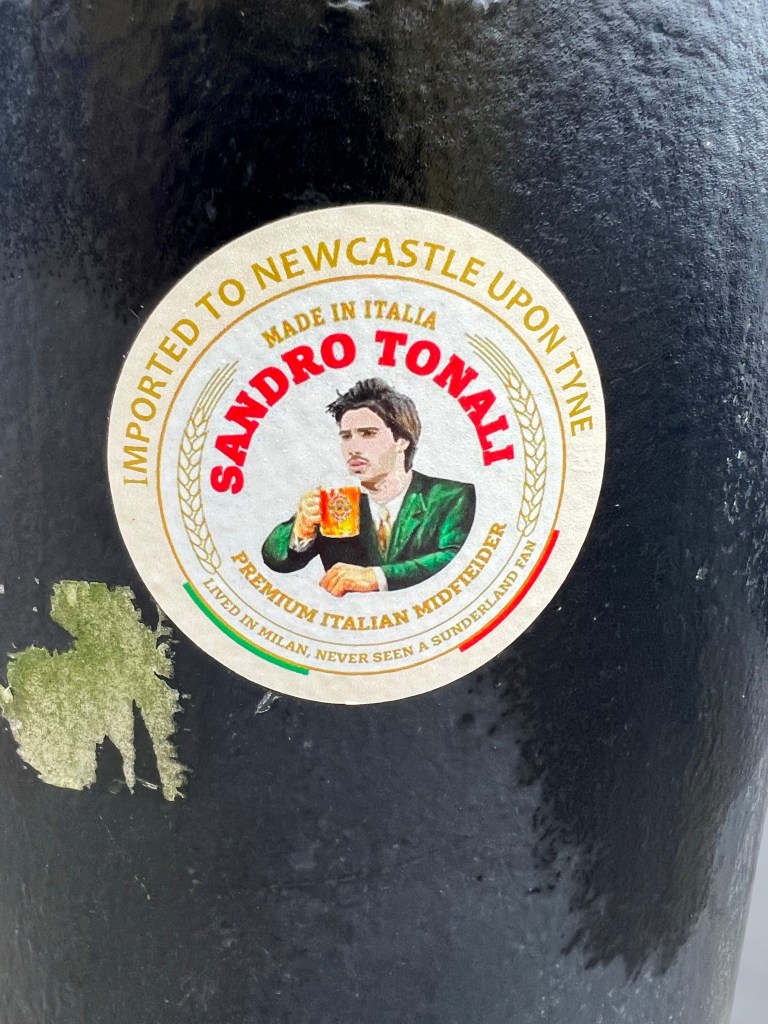 IMPORTED TO NEWCASTLE UPON TYNE
MADE IN ITALIA
SANDRO TONALI
PREMIUM ITALIAN MIDFIEIDER
LIVED IN MILAN, NEVER SEEN A SUNDERLAND FAN